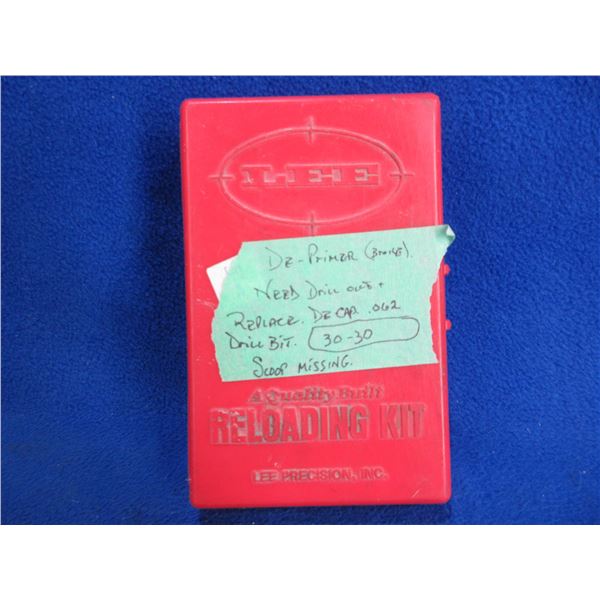 LEE
DE-PRIMER (BROKE).
NEED DRILL OUT +
REPLACE. DECAP .062
DRILL BIT. 30-30
SCOOP MISSING.
A Quality Built
RELOADING KIT
LEE PRECISION, INC.